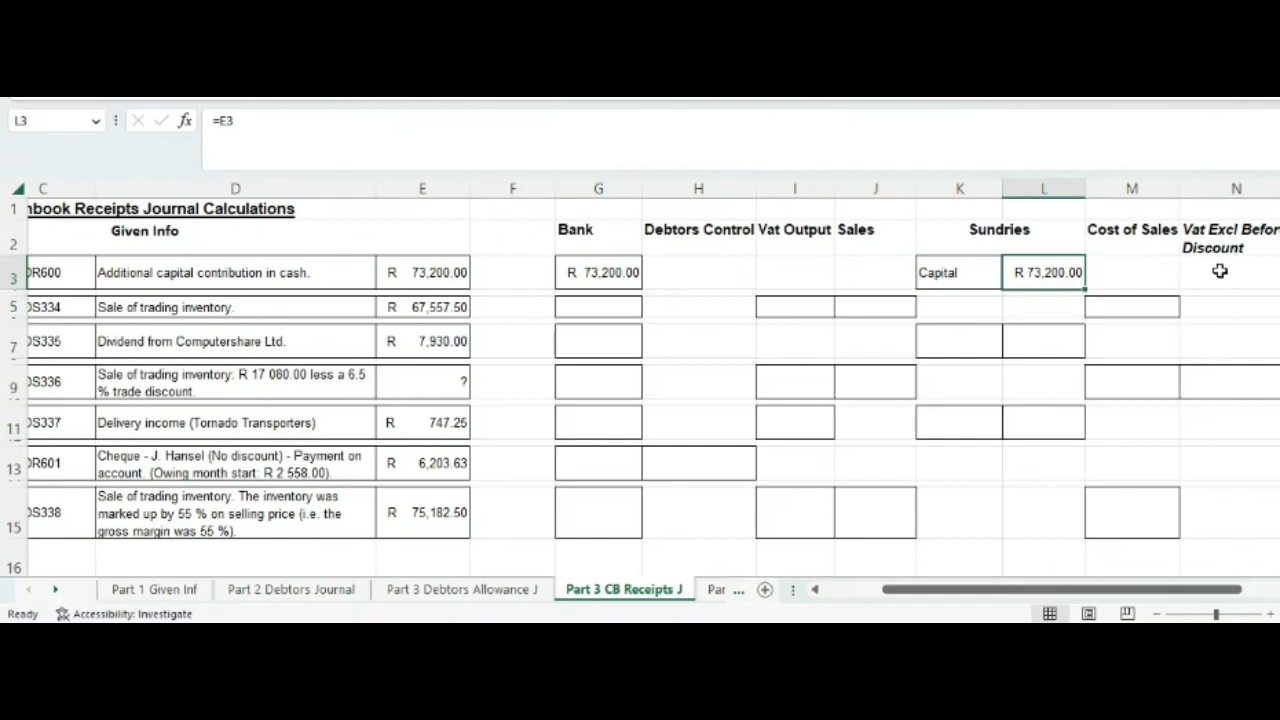 L3 fx =E3
C D E F G H I J K L M N
1 nbook Receipts Journal Calculations
2 Given Info Bank Debtors Control Vat Output Sales Sundries Cost of Sales Vat Excl Befor
Discount
3 DR600 Additional capital contribution in cash. R 73,200.00 R 73,200.00 Capital R 73,200.00
5 DS334 Sale of trading inventory. R 67,557.50
7 DS335 Dividend from Computershare Ltd. R 7,930.00
9 DS336 Sale of trading inventory: R 17 080.00 less a 6.5 ?
% trade discount.
11 DS337 Delivery income (Tornado Transporters) R 747.25
13 DR601 Cheque - J. Hansel (No discount) - Payment on R 6,203.63
account. (Owing month start: R 2 558.00).
15 DS338 Sale of trading inventory. The inventory was
marked up by 55 % on selling price (i.e. the R 75,182.50
gross margin was 55 %).
16
Part 1 Given Inf Part 2 Debtors Journal Part 3 Debtors Allowance J Part 3 CB Receipts J Par ...
Ready Accessibility: Investigate